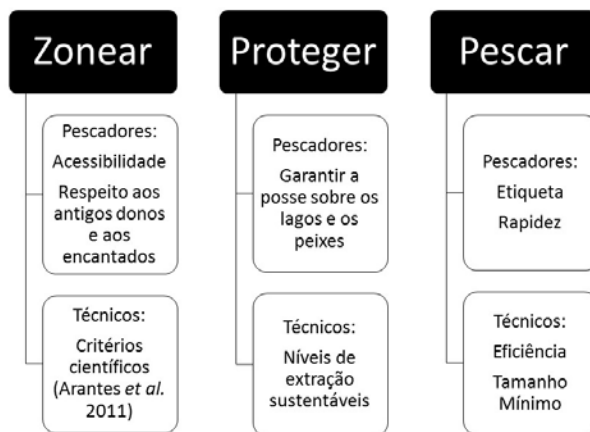 Zonear
Pescadores:
Acessibilidade
Respeito aos
antigos donos
e aos
encantados
Técnicos:
Critérios
científicos
(Arantes et al.
2011)
Proteger
Pescadores:
Garantir a
posse sobre os
lagos e os
peixes
Técnicos:
Níveis de
extração
sustentáveis
Pescar
Pescadores:
Etiqueta
Rapidez
Técnicos:
Eficiência
Tamanho
Mínimo